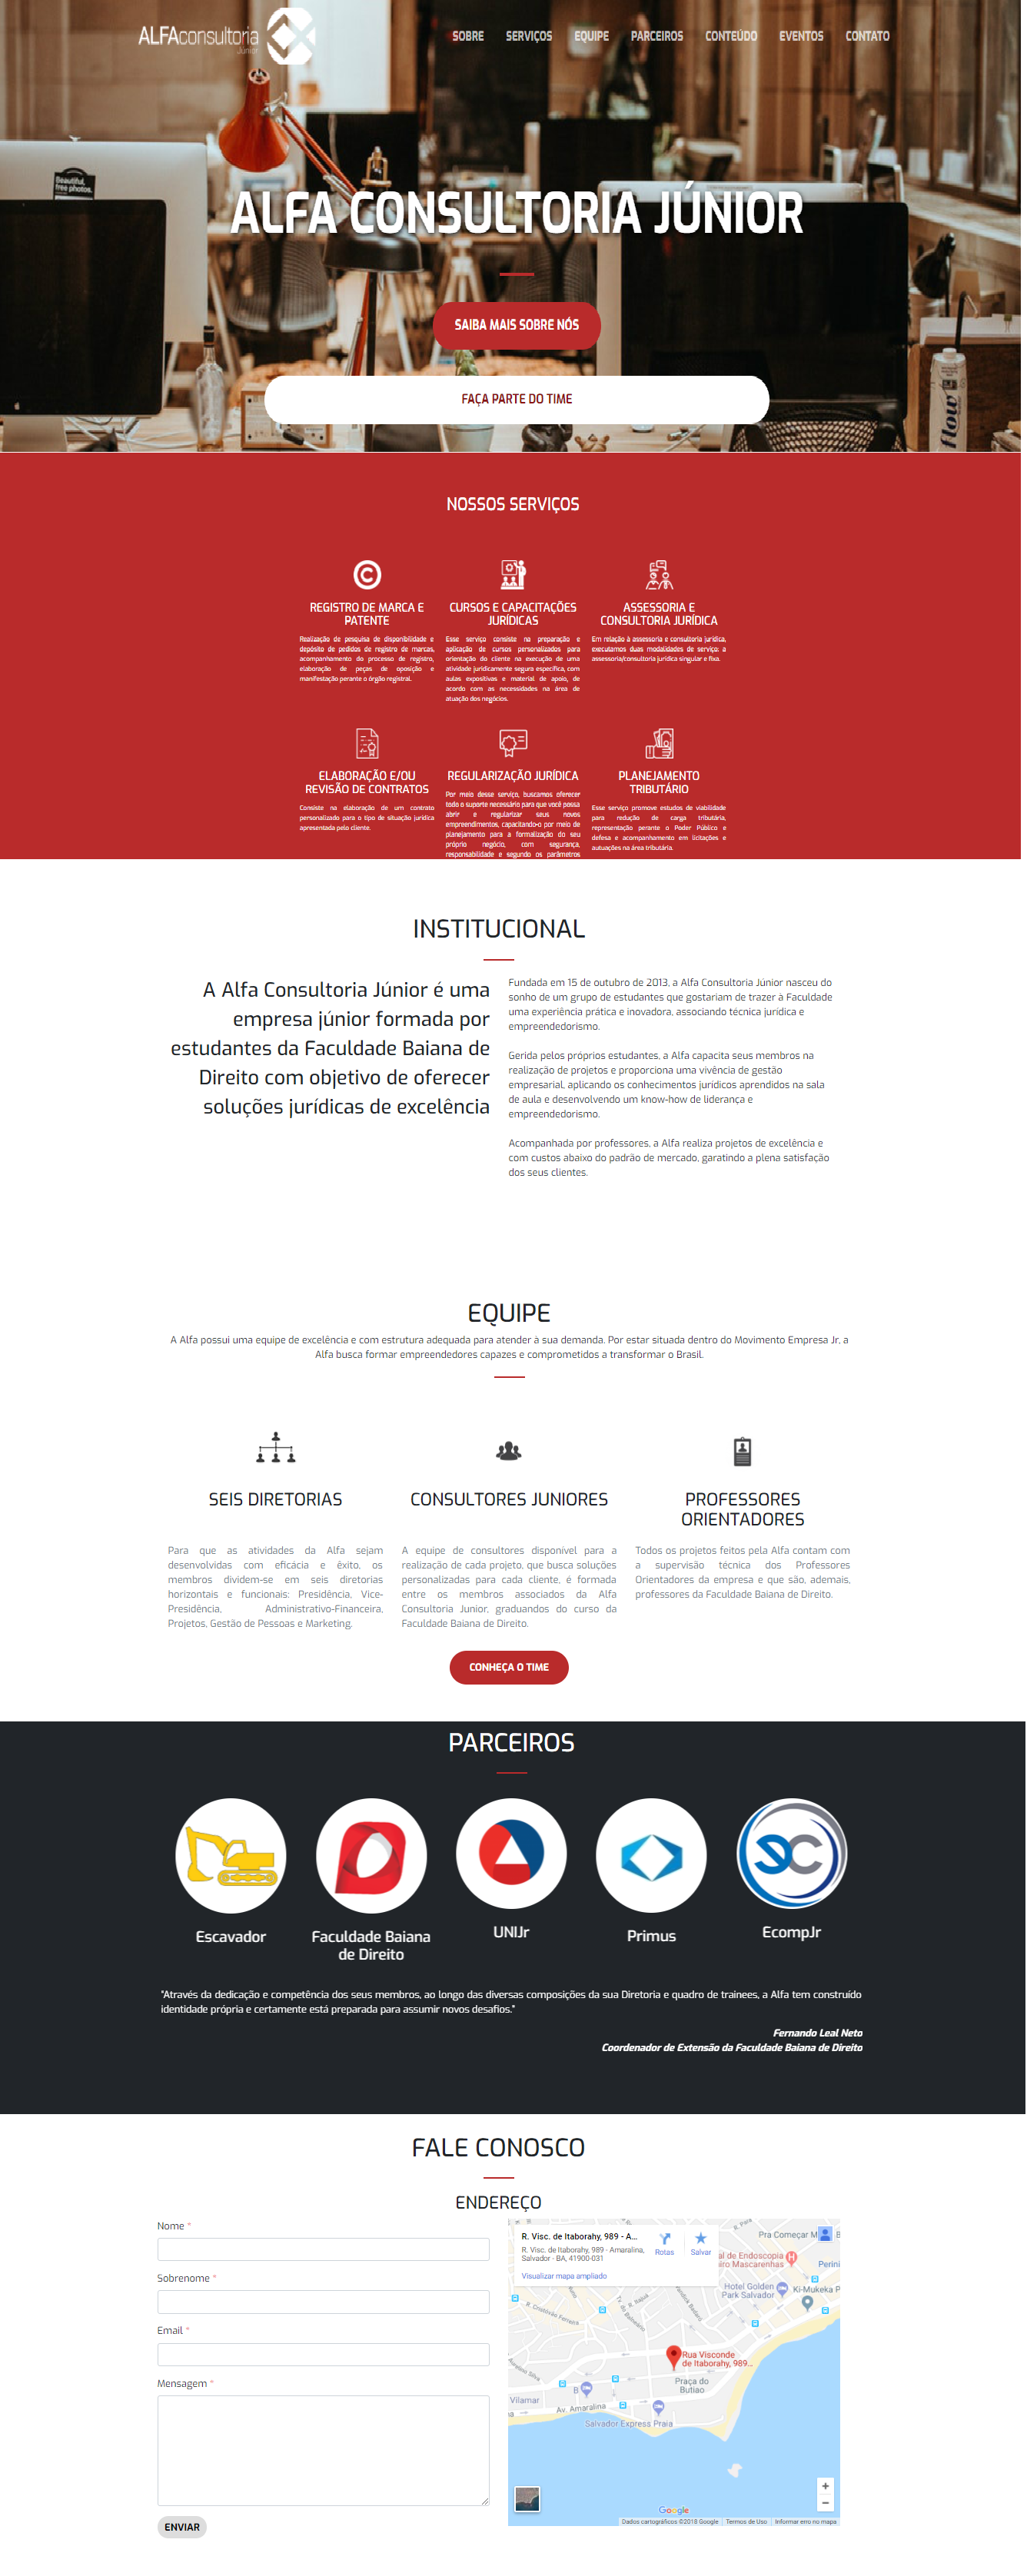 ALFAconsultoria
Júnior
SOBRE SERVIÇOS EQUIPE PARCEIROS CONTEÚDO EVENTOS CONTATO
Beautiful,
free photos.
ALFA CONSULTORIA JÚNIOR
SAIBA MAIS SOBRE NÓS
FAÇA PARTE DO TIME
flow
NOSSOS SERVIÇOS
REGISTRO DE MARCA E
PATENTE
Realização de pesquisa de disponibilidade e
depósito de pedidos de registro de marcas,
acompanhamento do processo de registro,
elaboração de peças de oposição e
manifestação perante o órgão registral.
CURSOS E CAPACITAÇÕES
JURÍDICAS
Esse serviço consiste na preparação e
aplicação de cursos personalizados para
orientação do cliente na execução de uma
atividade juridicamente segura específica, com
aulas expositivas e material de apoio, de
acordo com as necessidades na área de
atuação dos negócios.
ASSESSORIA E
CONSULTORIA JURÍDICA
Em relação à assessoria e consultoria jurídica,
executamos duas modalidades de serviço: a
assessoria/consultoria jurídica singular e fixa.
ELABORAÇÃO E/OU
REVISÃO DE CONTRATOS
Consiste na elaboração de um contrato
personalizado para o tipo de situação jurídica
apresentada pelo cliente.
REGULARIZAÇÃO JURÍDICA
Por meio desse serviço, buscamos oferecer
todo o suporte necessário para que você possa
abrir e regularizar seus novos
empreendimentos, capacitando-o por meio de
planejamento para a formalização do seu
próprio negócio, com segurança,
responsabilidade e segundo os parâmetros
PLANEJAMENTO
TRIBUTÁRIO
Esse serviço promove estudos de viabilidade
para redução de carga tributária,
representação perante o Poder Público e
defesa e acompanhamento em licitações e
autuações na área tributária.
INSTITUCIONAL
A Alfa Consultoria Júnior é uma
empresa júnior formada por
estudantes da Faculdade Baiana de
Direito com objetivo de oferecer
soluções jurídicas de excelência
Fundada em 15 de outubro de 2013, a Alfa Consultoria Júnior nasceu do
sonho de um grupo de estudantes que gostariam de trazer à Faculdade
uma experiência prática e inovadora, associando técnica jurídica e
empreendedorismo.
Gerida pelos próprios estudantes, a Alfa capacita seus membros na
realização de projetos e proporciona uma vivência de gestão
empresarial, aplicando os conhecimentos jurídicos aprendidos na sala
de aula e desenvolvendo um know-how de liderança e
empreendedorismo.
Acompanhada por professores, a Alfa realiza projetos de excelência e
com custos abaixo do padrão de mercado, garatindo a plena satisfação
dos seus clientes.
EQUIPE
A Alfa possui uma equipe de excelência e com estrutura adequada para atender à sua demanda. Por estar situada dentro do Movimento Empresa Jr, a
Alfa busca formar empreendedores capazes e comprometidos a transformar o Brasil.
SEIS DIRETORIAS
Para que as atividades da Alfa sejam
desenvolvidas com eficácia e êxito, os
membros dividem-se em seis diretorias
horizontais e funcionais: Presidência, Vice-
Presidência, Administrativo-Financeira,
Projetos, Gestão de Pessoas e Marketing.
CONSULTORES JUNIORES
A equipe de consultores disponível para a
realização de cada projeto, que busca soluções
personalizadas para cada cliente, é formada
entre os membros associados da Alfa
Consultoria Junior, graduandos do curso da
Faculdade Baiana de Direito.
PROFESSORES
ORIENTADORES
Todos os projetos feitos pela Alfa contam com
a supervisão técnica dos Professores
Orientadores da empresa e que são, ademais,
professores da Faculdade Baiana de Direito.
CONHEÇA O TIME
PARCEIROS
Escavador
Faculdade Baiana
de Direito
UNIJr
Primus
EcompJr
"Através da dedicação e competência dos seus membros, ao longo das diversas composições da sua Diretoria e quadro de trainees, a Alfa tem construído
identidade própria e certamente está preparada para assumir novos desafios."
Fernando Leal Neto
Coordenador de Extensão da Faculdade Baiana de Direito
FALE CONOSCO
ENDEREÇO
Nome *
Sobrenome *
Email *
Mensagem *
ENVIAR
R. Visc. de Itaborahy, 989 - A...
R. Visc. de Itaborahy, 989 - Amaralina,
Salvador - BA, 41900-031
Rotas
Salvar
Visualizar mapa ampliado
R. Pará
Pra Começar M
al de Endoscopia
iro Mascarenhas
Perini
Hotel Golden
Park Salvador
Ki-Mukeka P
Rua Visconde
de Itaborahy, 989...
Praça do
Butiao
Vilamar
Av. Amaralina
Salvador Express Praia
Google
Dados cartográficos ©2018 Google Termos de Uso Informar erro no mapa